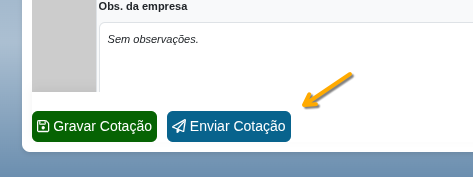 Obs. da empresa
Sem observações.
Gravar Cotação Enviar Cotação